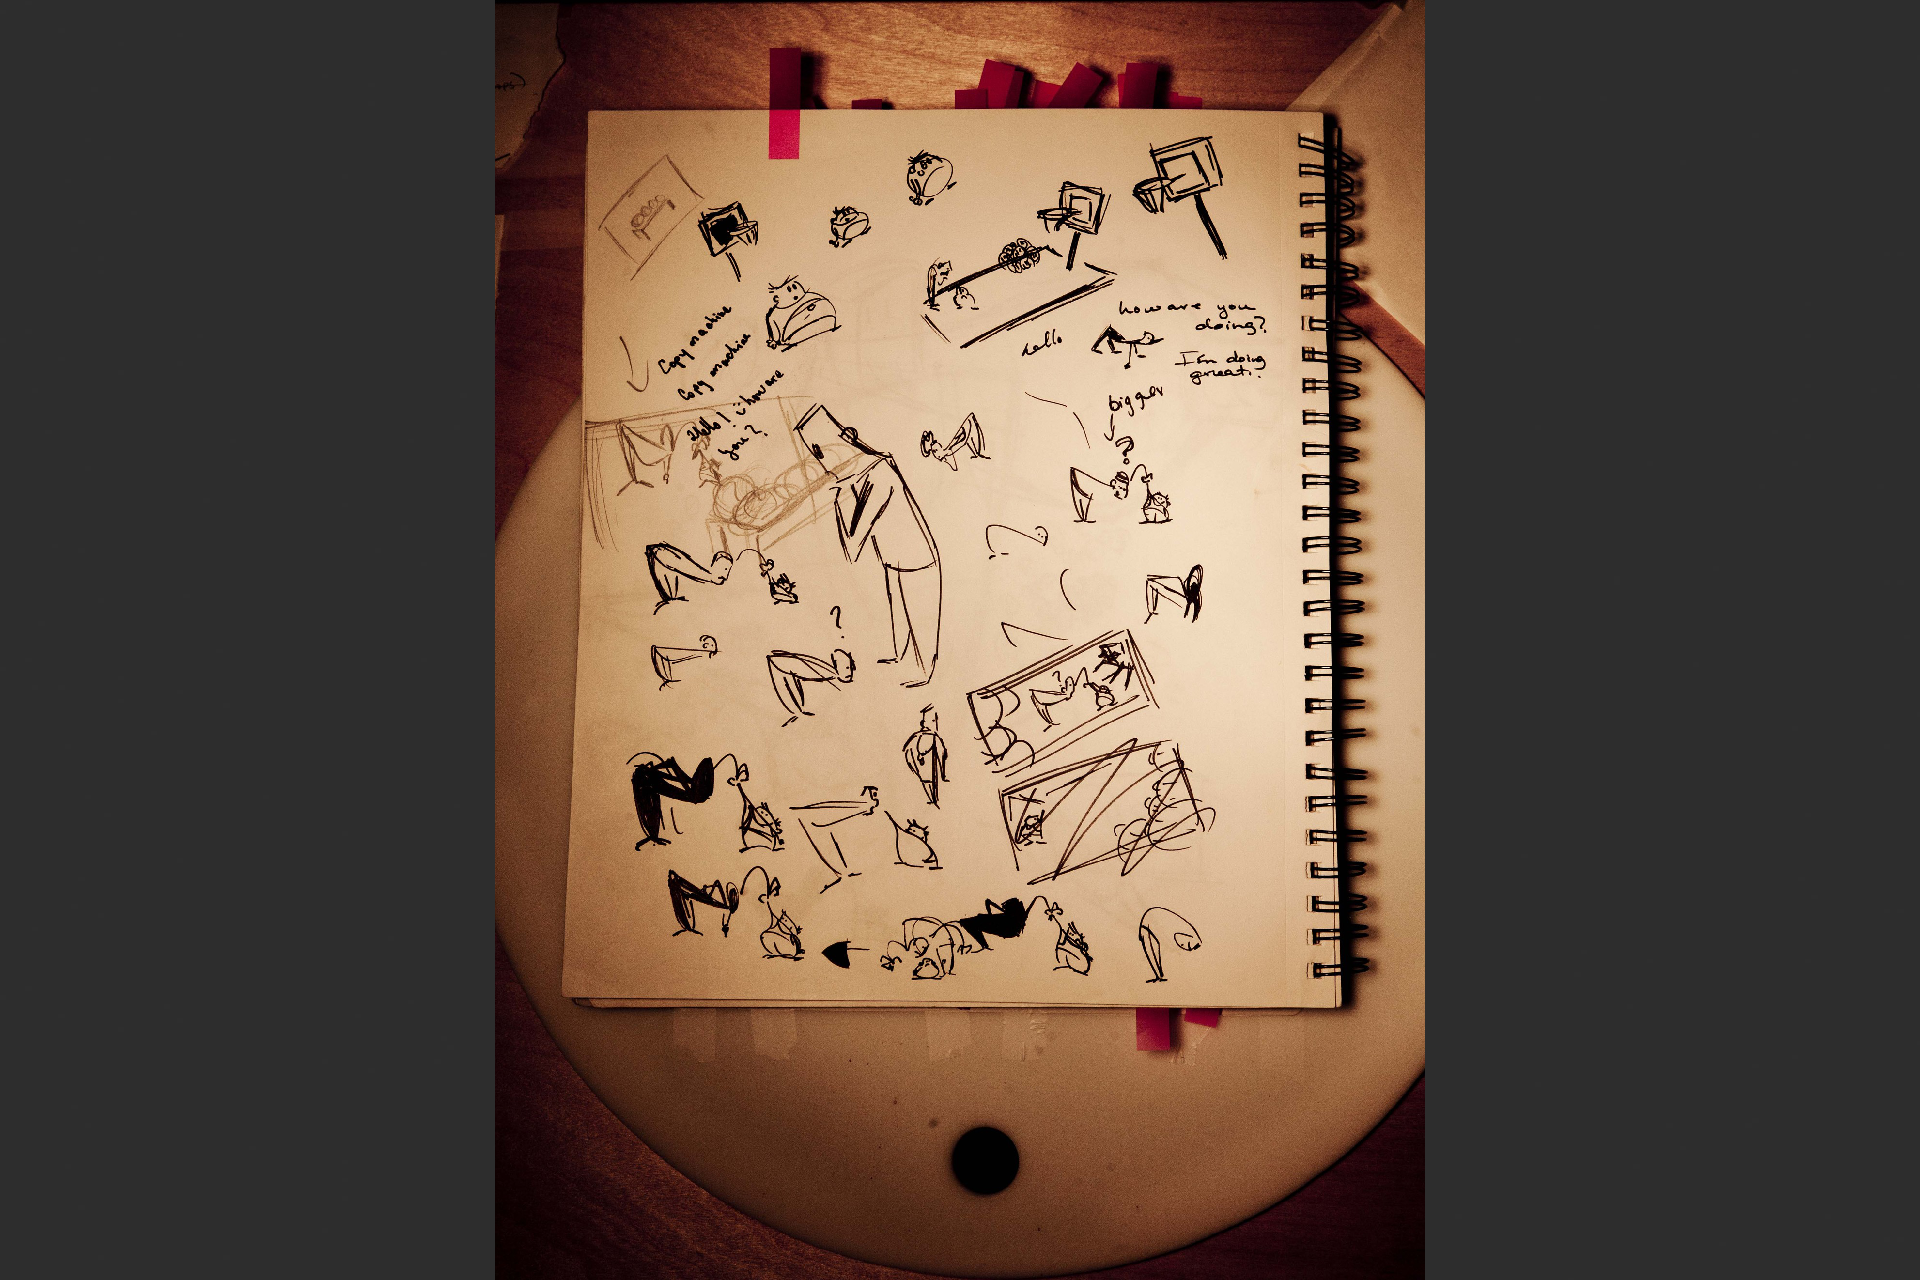 how are you
doing?
hello
I'm doing
great.
Copy machine
Copy machine
Hello! how are
you?
bigger
?
?
?